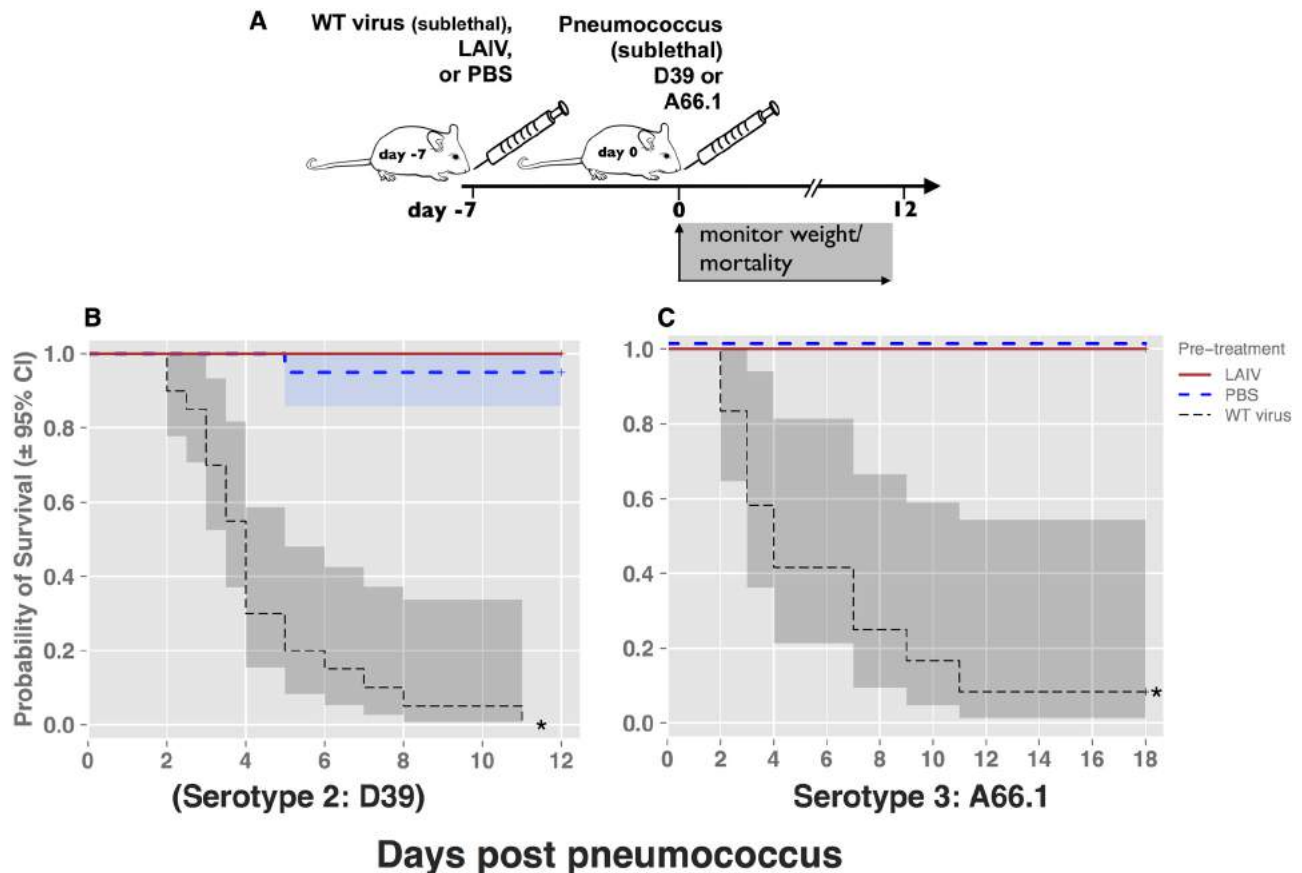 A
WT virus (sublethal),
LAIV,
or PBS
Pneumococcus
(sublethal)
D39 or
A66.1
day -7
day 0
day -7
0
12
monitor weight/
mortality
B
Probability of Survival (± 95% CI)
1.0
0.8
0.6
0.4
0.2
0.0
*
0 2 4 6 8 10 12
(Serotype 2: D39)
C
1.0
0.8
0.6
0.4
0.2
0.0
*
0 2 4 6 8 10 12 14 16 18
Serotype 3: A66.1
Pre-treatment
LAIV
PBS
WT virus
Days post pneumococcus